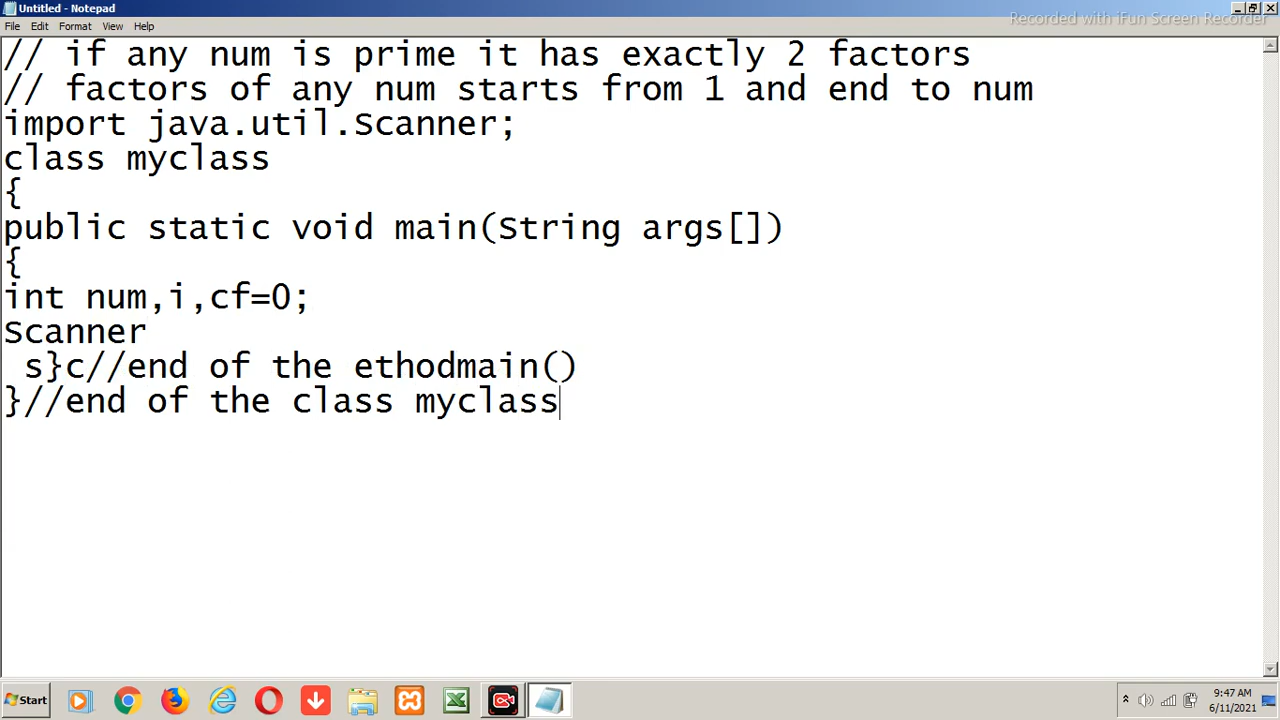 Untitled - Notepad
File Edit Format View Help
Recorded with iFun Screen Recorder
// if any num is prime it has exactly 2 factors
// factors of any num starts from 1 and end to num
import java.util.Scanner;
class myclass
{
public static void main(String args[])
{
int num,i,cf=0;
Scanner
 s}c//end of the ethodmain()
}//end of the class myclass
Start
9:47 AM
6/11/2021